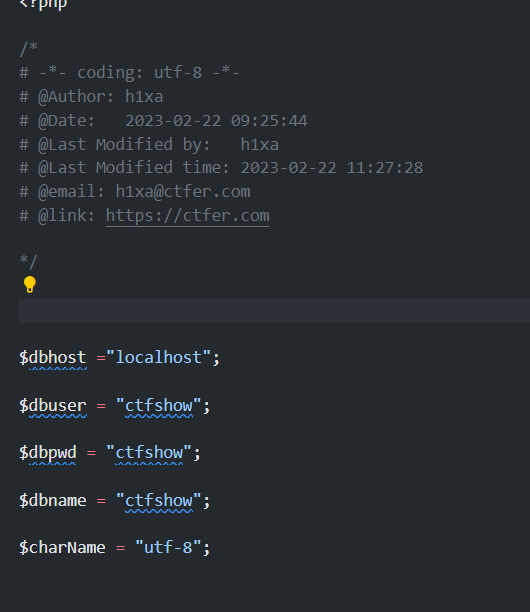 <?php
/*
# -*- coding: utf-8 -*-
# @Author: h1xa
# @Date:   2023-02-22 09:25:44
# @Last Modified by:   h1xa
# @Last Modified time: 2023-02-22 11:27:28
# @email: h1xa@ctfer.com
# @link: https://ctfer.com
*/
$dbhost ="localhost";
$dbuser = "ctfshow";
$dbpwd = "ctfshow";
$dbname = "ctfshow";
$charName = "utf-8";